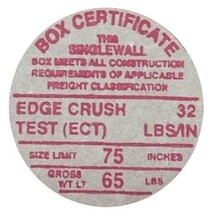 BOX CERTIFICATE
THIS
SINGLEWALL
BOX MEETS ALL CONSTRUCTION
REQUIREMENTS OF APPLICABLE
FREIGHT CLASSIFICATION
EDGE CRUSH 32
TEST (ECT) LBS/IN
SIZE LIMIT 75 INCHES
GROSS
WT LT 65 LBS